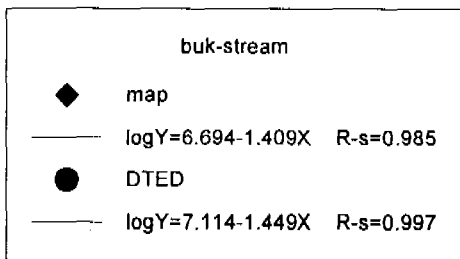 buk-stream
map
logY=6.694-1.409X R-s=0.985
DTED
logY=7.114-1.449X R-s=0.997